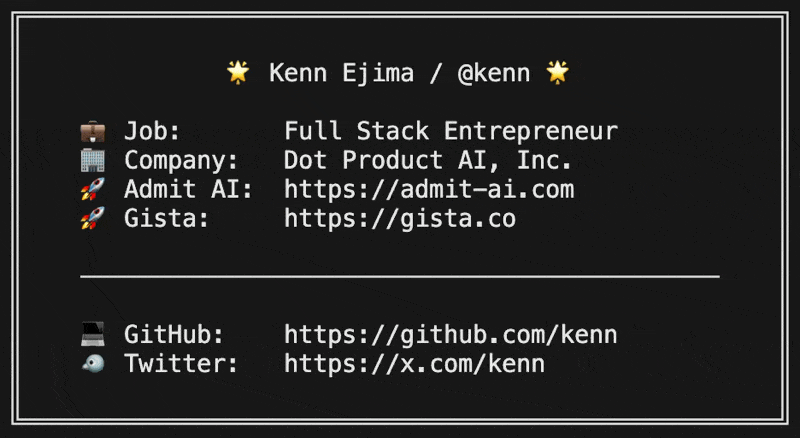 🌟 Kenn Ejima / @kenn 🌟
💼 Job: Full Stack Entrepreneur
🏢 Company: Dot Product AI, Inc.
🚀 Admit AI: https://admit-ai.com
🚀 Gista: https://gista.co
💻 GitHub: https://github.com/kenn
🐦 Twitter: https://x.com/kenn